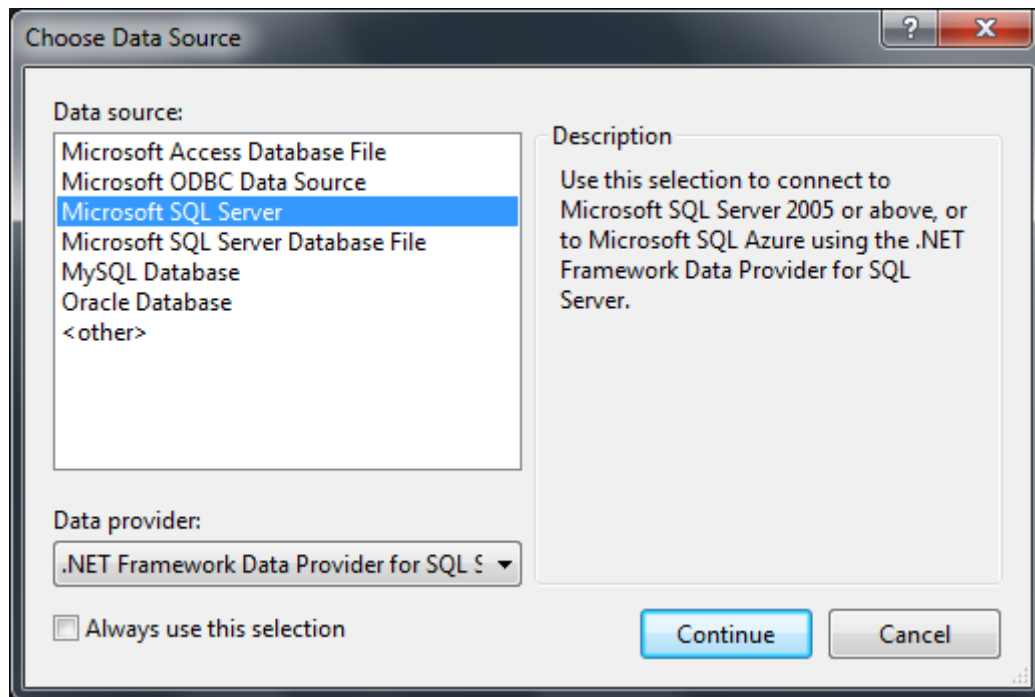 Choose Data Source
?
Data source:
Microsoft Access Database File
Microsoft ODBC Data Source
Microsoft SQL Server
Microsoft SQL Server Database File
MySQL Database
Oracle Database
<other>
Description
Use this selection to connect to
Microsoft SQL Server 2005 or above, or
to Microsoft SQL Azure using the .NET
Framework Data Provider for SQL
Server.
Data provider:
.NET Framework Data Provider for SQL S
Always use this selection
Continue
Cancel